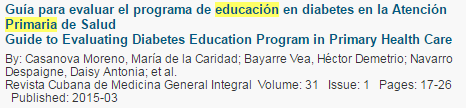 Guía para evaluar el programa de educación en diabetes en la Atención
Primaria de Salud
Guide to Evaluating Diabetes Education Program in Primary Health Care
By: Casanova Moreno, María de la Caridad; Bayarre Vea, Héctor Demetrio; Navarro
Despaigne, Daisy Antonia; et al.
Revista Cubana de Medicina General Integral Volume: 31 Issue: 1 Pages: 17-26
Published: 2015-03